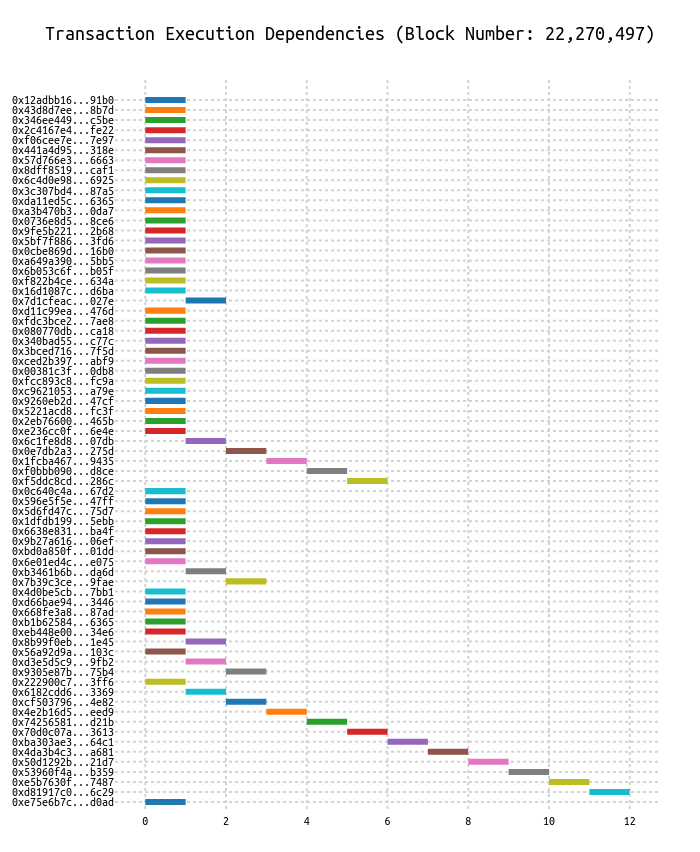 Transaction Execution Dependencies (Block Number: 22,270,497)
0x12adbb16...91b0
0x43d8d7ee...8b7d
0x346ee449...c5be
0x2c4167e4...fe22
0xf06cee7e...7e97
0x441a4d95...318e
0x57d766e3...6663
0x8dff8519...caf1
0x6c4d0e98...6925
0x3c307bd4...87a5
0xda11ed5c...6365
0xa3b470b3...0da7
0x0736e8d5...8ce6
0x9fe5b221...2b68
0x5bf7f886...3fd6
0x0cbe869d...16b0
0xa649a390...5bb5
0x6b053c6f...b05f
0xf822b4ce...634a
0x16d1087c...d6ba
0x7d1cfeac...027e
0xd11c99ea...476d
0xfdc3bce2...7ae8
0x080770db...ca18
0x340bad55...c77c
0x3bced716...7f5d
0xced2b397...abf9
0x00381c3f...0db8
0xfcc893c8...fc9a
0xc9621053...a79e
0x9260eb2d...47cf
0x5221acd8...fc3f
0x2eb76600...465b
0xe236cc0f...6e4e
0x6c1fe8d8...07db
0x0e7db2a3...275d
0x1fcba467...9435
0xf0bbb090...d8ce
0xf5ddc8cd...286c
0x0c640c4a...67d2
0x596e5f5e...47ff
0x5d6fd47c...75d7
0x1dfdb199...5ebb
0x6638e831...ba4f
0x9b27a616...06ef
0xbd0a850f...01dd
0x6e01ed4c...e075
0xb3461b6b...da6d
0x7b39c3ce...9fae
0x4d0be5cb...7bb1
0xd66bae94...3446
0x668fe3a8...87ad
0xb1b62584...6365
0xeb448e00...34e6
0x8b99f0eb...1e45
0x56a92d9a...103c
0xd3e5d5c9...9fb2
0x9305e87b...75b4
0x222900c7...3ff6
0x6182cdd6...3369
0xcf503796...4e82
0x4e2b16d5...eed9
0x74256581...d21b
0x70d0c07a...3613
0xba303ae3...64c1
0x4da3b4c3...a681
0x50d1292b...21d7
0x53960f4a...b359
0xe5b7630f...7487
0xd81917c0...6c29
0xe75e6b7c...d0ad
0 2 4 6 8 10 12